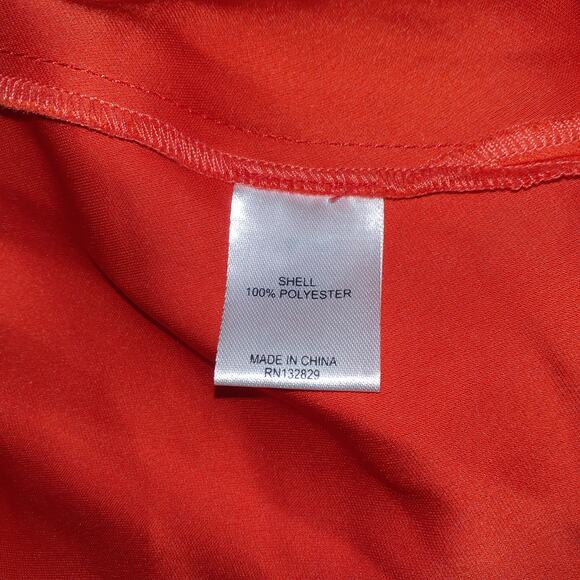 SHELL
100% POLYESTER
MADE IN CHINA
RN132829